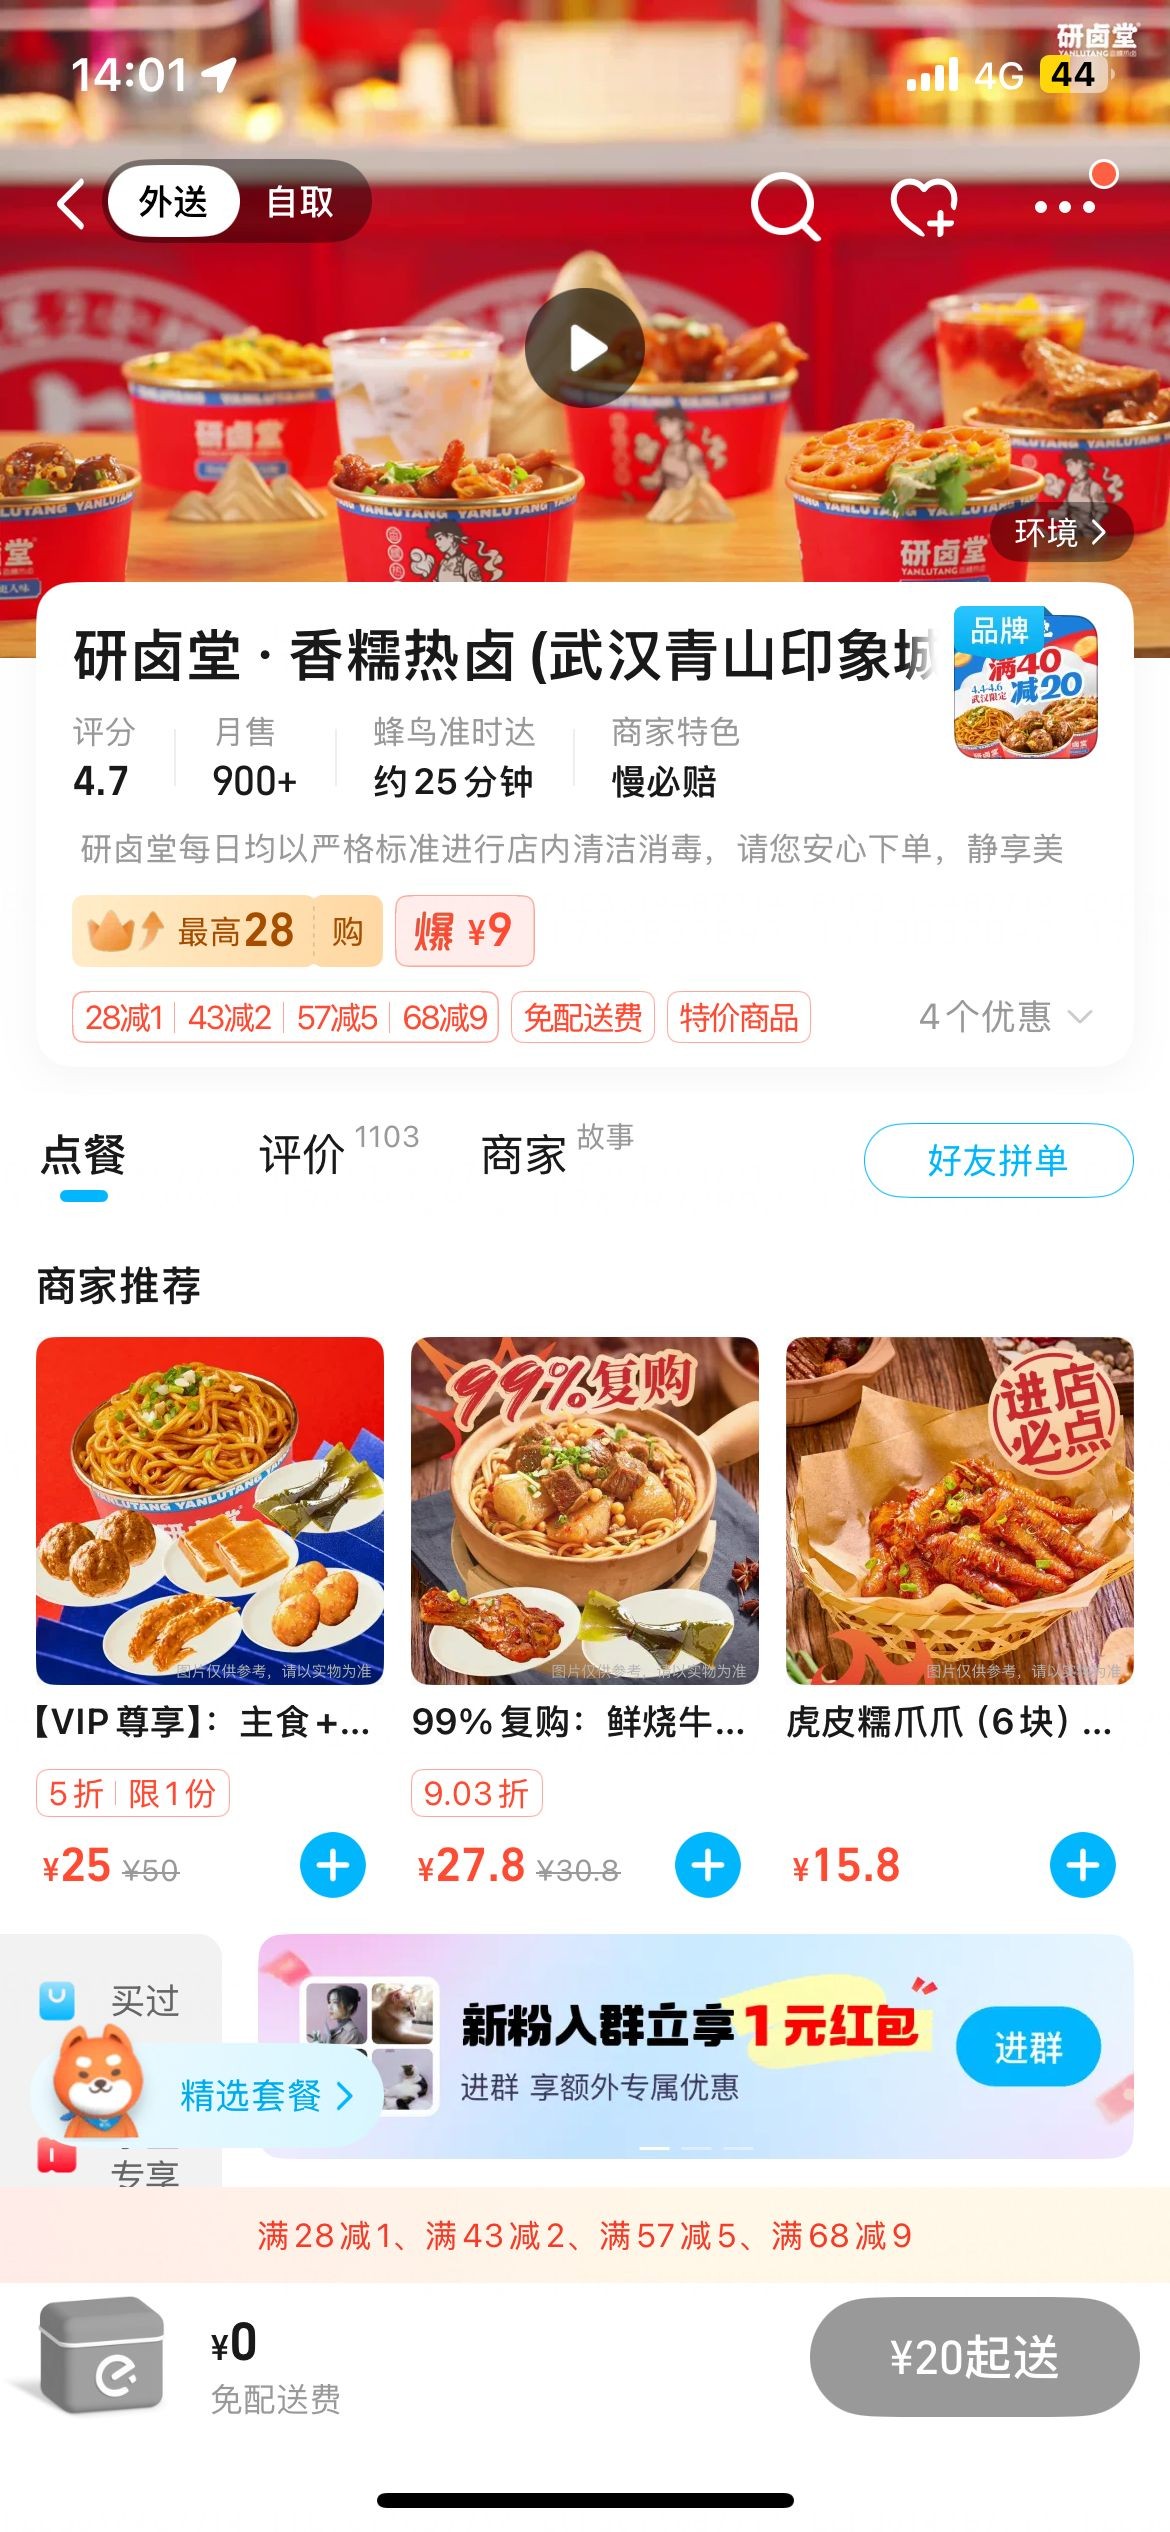 研卤堂
YANLUTANG
14:01
4G 44
外送 自取
研卤堂
研卤堂
YANLUTANG
环境
研卤堂 · 香糯热卤 (武汉青山印象城
品牌
满40
减20
4.4-4.6
武汉限定
评分 月售 蜂鸟准时达 商家特色
4.7 900+ 约25分钟 慢必赔
研卤堂每日均以严格标准进行店内清洁消毒，请您安心下单，静享美
最高28 购 爆 ¥9
28减1 43减2 57减5 68减9 免配送费 特价商品 4个优惠
点餐 评价 1103 商家 故事 好友拼单
商家推荐
YANLUTANG YANLUTANG
图片仅供参考，请以实物为准
99%复购
图片仅供参考，请以实物为准
进店
必点
图片仅供参考，请以实物为准
【VIP尊享】：主食+... 99%复购：鲜烧牛... 虎皮糯爪爪（6块）...
5折 限1份 9.03折
¥25 ¥50 ¥27.8 ¥30.8 ¥15.8
买过
新粉入群立享1元红包
进群 享额外专属优惠
进群
精选套餐
专享
满28减1、满43减2、满57减5、满68减9
¥0
免配送费
¥20起送